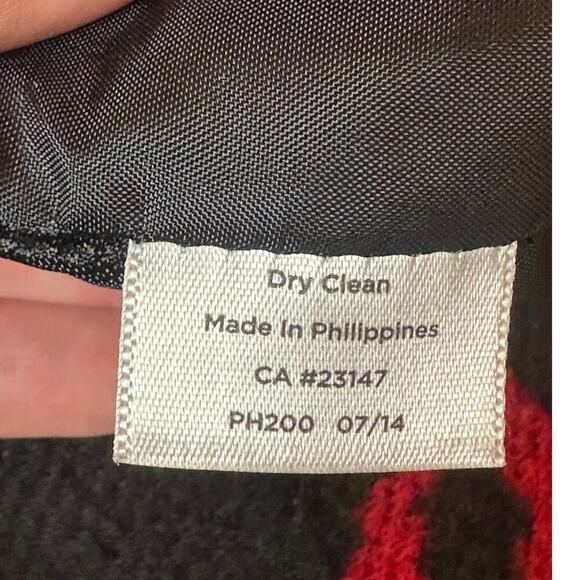 Dry Clean
Made In Philippines
CA #23147
PH200 07/14